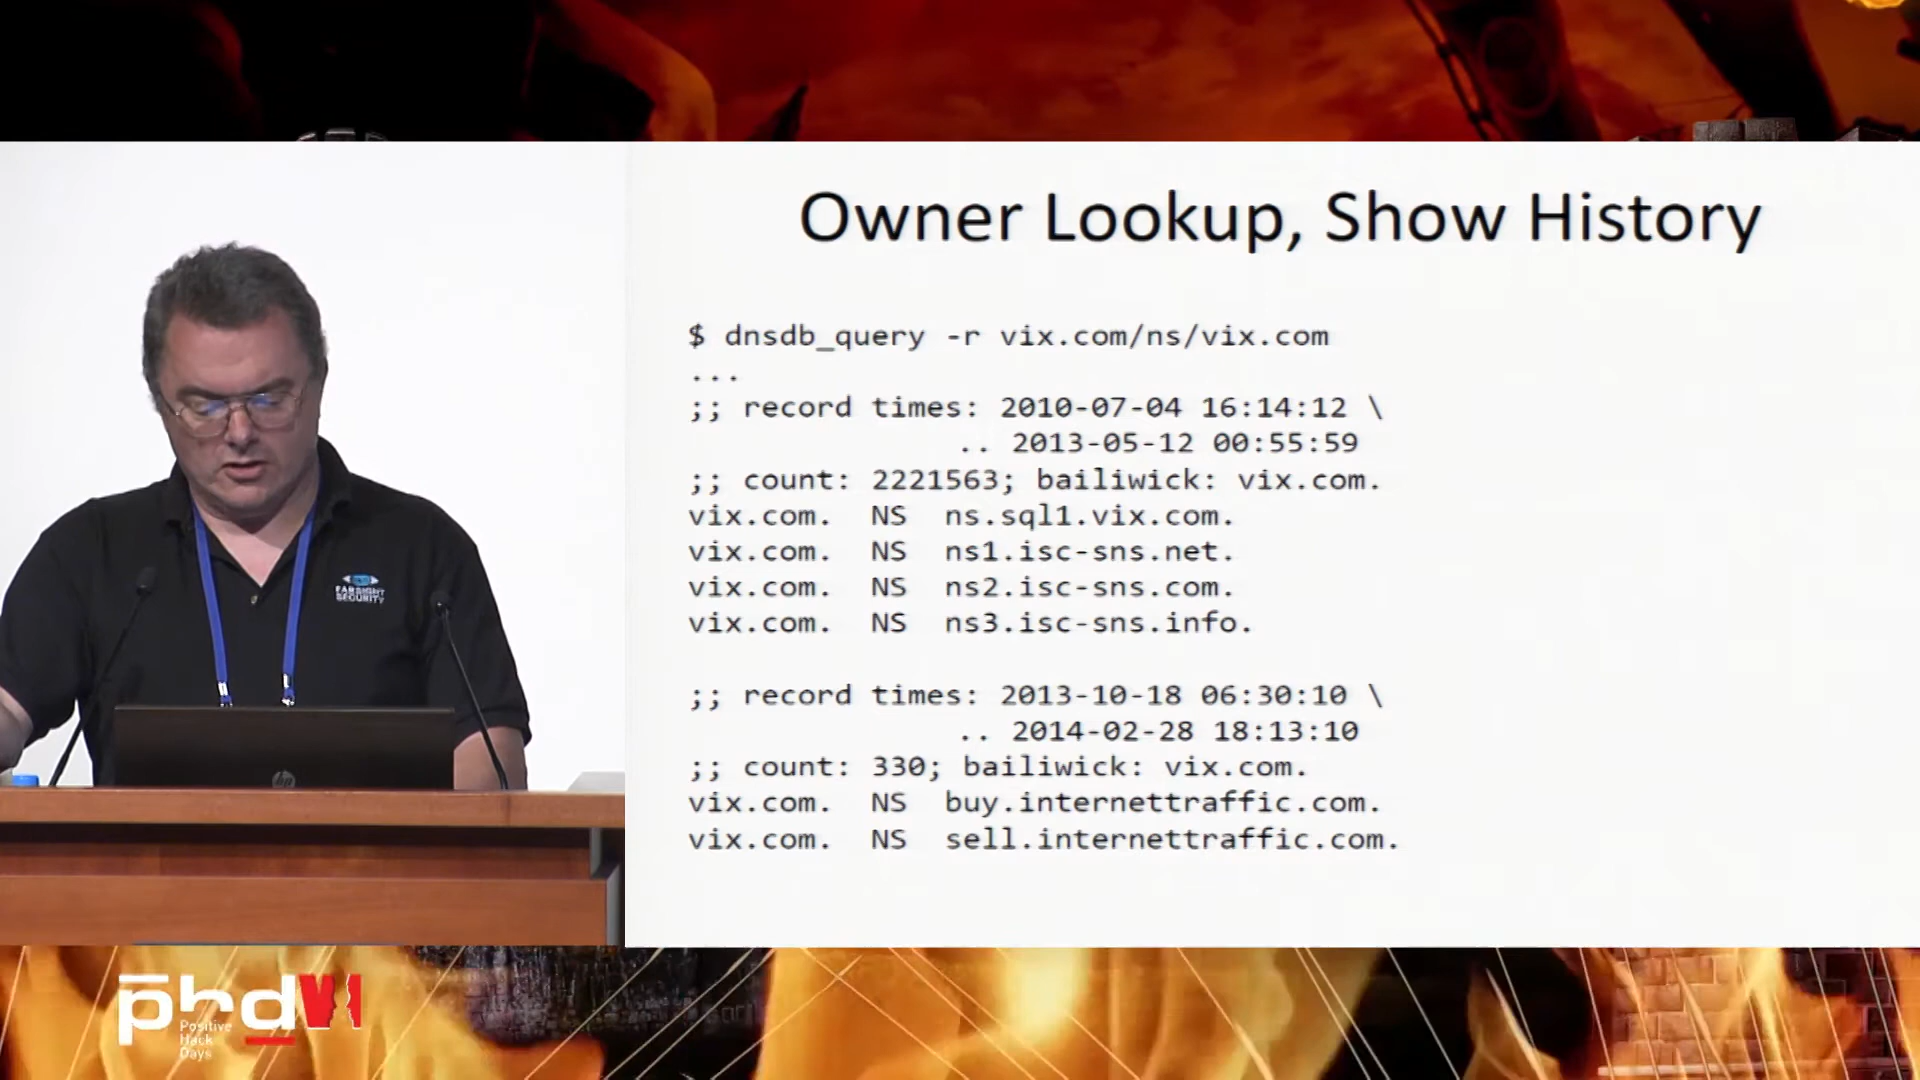 Owner Lookup, Show History
$ dnsdb_query -r vix.com/ns/vix.com
...
;; record times: 2010-07-04 16:14:12 \
.. 2013-05-12 00:55:59
;; count: 2221563; bailiwick: vix.com.
vix.com. NS ns.sql1.vix.com.
vix.com. NS ns1.isc-sns.net.
vix.com. NS ns2.isc-sns.com.
vix.com. NS ns3.isc-sns.info.
;; record times: 2013-10-18 06:30:10 \
.. 2014-02-28 18:13:10
;; count: 330; bailiwick: vix.com.
vix.com. NS buy.internettraffic.com.
vix.com. NS sell.internettraffic.com.
FARSIGHT
SECURITY
hp
phdVI
Positive
Hack
Days